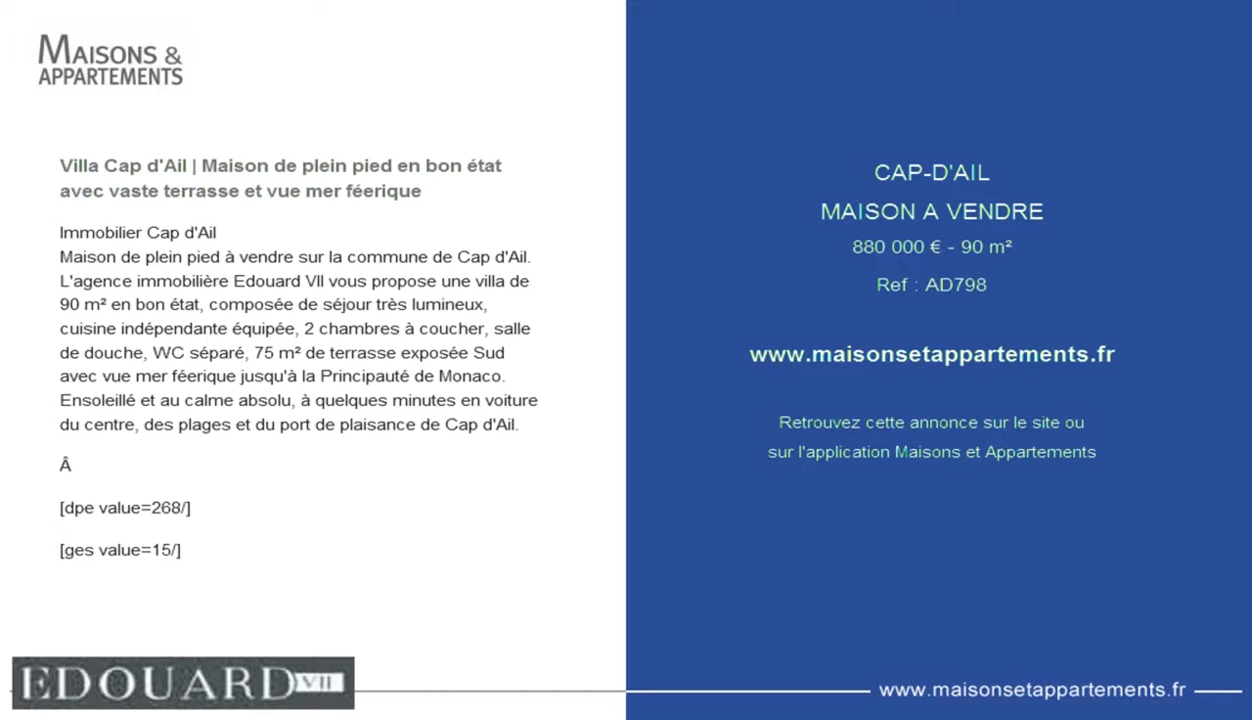 MAISONS &
APPARTEMENTS
Villa Cap d'Ail | Maison de plein pied en bon état
avec vaste terrasse et vue mer féerique
Immobilier Cap d'Ail
Maison de plein pied à vendre sur la commune de Cap d'Ail.
L'agence immobilière Edouard VII vous propose une villa de
90 m² en bon état, composée de séjour très lumineux,
cuisine indépendante équipée, 2 chambres à coucher, salle
de douche, WC séparé, 75 m² de terrasse exposée Sud
avec vue mer féerique jusqu'à la Principauté de Monaco.
Ensoleillé et au calme absolu, à quelques minutes en voiture
du centre, des plages et du port de plaisance de Cap d'Ail.
Â
[dpe value=268/]
[ges value=15/]
EDOUARD VII
CAP-D'AIL
MAISON A VENDRE
880 000 € - 90 m²
Ref : AD798
www.maisonsetappartements.fr
Retrouvez cette annonce sur le site ou
sur l'application Maisons et Appartements
www.maisonsetappartements.fr